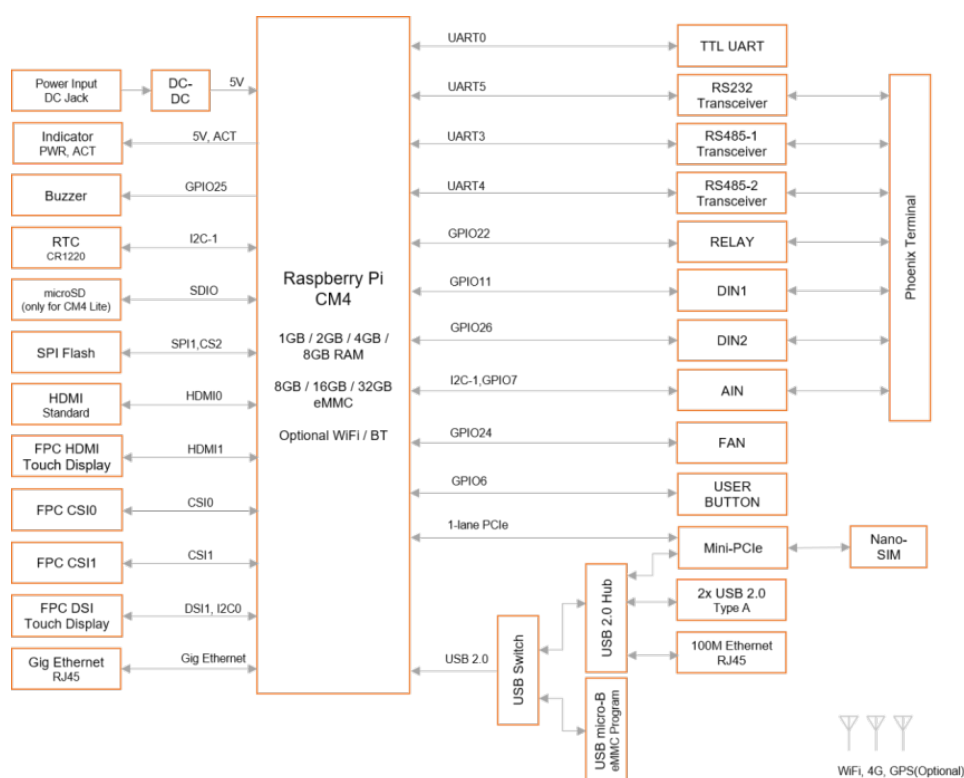 Power Input
DC Jack
DC-
DC
5V
Indicator
PWR, ACT
5V, ACT
Buzzer
GPIO25
RTC
CR1220
I2C-1
microSD
(only for CM4 Lite)
SDIO
SPI Flash
SPI1,CS2
HDMI
Standard
HDMI0
FPC HDMI
Touch Display
HDMI1
FPC CSI0
CSI0
FPC CSI1
CSI1
FPC DSI
Touch Display
DSI1, I2C0
Gig Ethernet
RJ45
Gig Ethernet
Raspberry Pi
CM4
1GB / 2GB / 4GB /
8GB RAM
8GB / 16GB / 32GB
eMMC
Optional WiFi / BT
UART0
TTL UART
UART5
RS232
Transceiver
UART3
RS485-1
Transceiver
UART4
RS485-2
Transceiver
GPIO22
RELAY
GPIO11
DIN1
GPIO26
DIN2
I2C-1,GPIO7
AIN
GPIO24
FAN
GPIO6
USER
BUTTON
1-lane PCIe
Mini-PCIe
Nano-
SIM
Phoenix Terminal
USB 2.0
USB Switch
USB 2.0 Hub
2x USB 2.0
Type A
100M Ethernet
RJ45
USB micro-B
eMMC Program
WiFi, 4G, GPS(Optional)